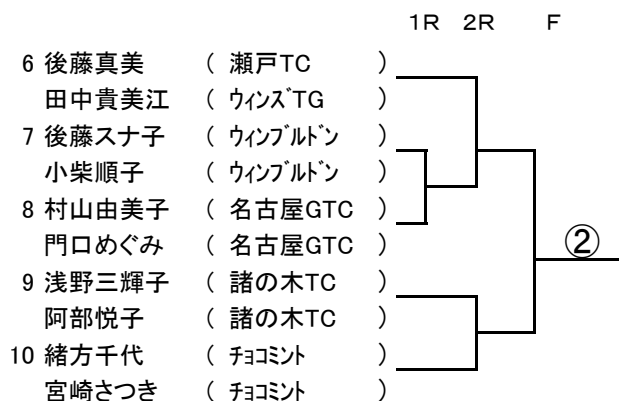 1R 2R F
6 後藤真美 ( 瀬戸TC )
田中貴美江 ( ウィンズTG )
7 後藤スナ子 ( ウィンブルドン )
小柴順子 ( ウィンブルドン )
8 村山由美子 ( 名古屋GTC )
門口めぐみ ( 名古屋GTC )
②
9 浅野三輝子 ( 諸の木TC )
阿部悦子 ( 諸の木TC )
10 緒方千代 ( チョコミント )
宮崎さつき ( チョコミント )